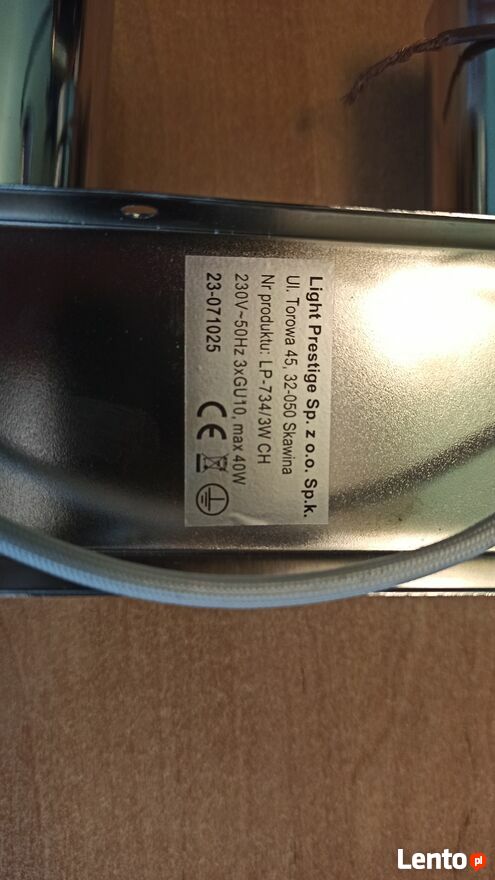 Light Prestige Sp. z o.o. Sp.k.
Ul. Torowa 45, 32-050 Skawina
Nr produktu: LP-734/3W CH
230V~50Hz 3xGU10, max 40W
23-071025
CE
Lento.pl